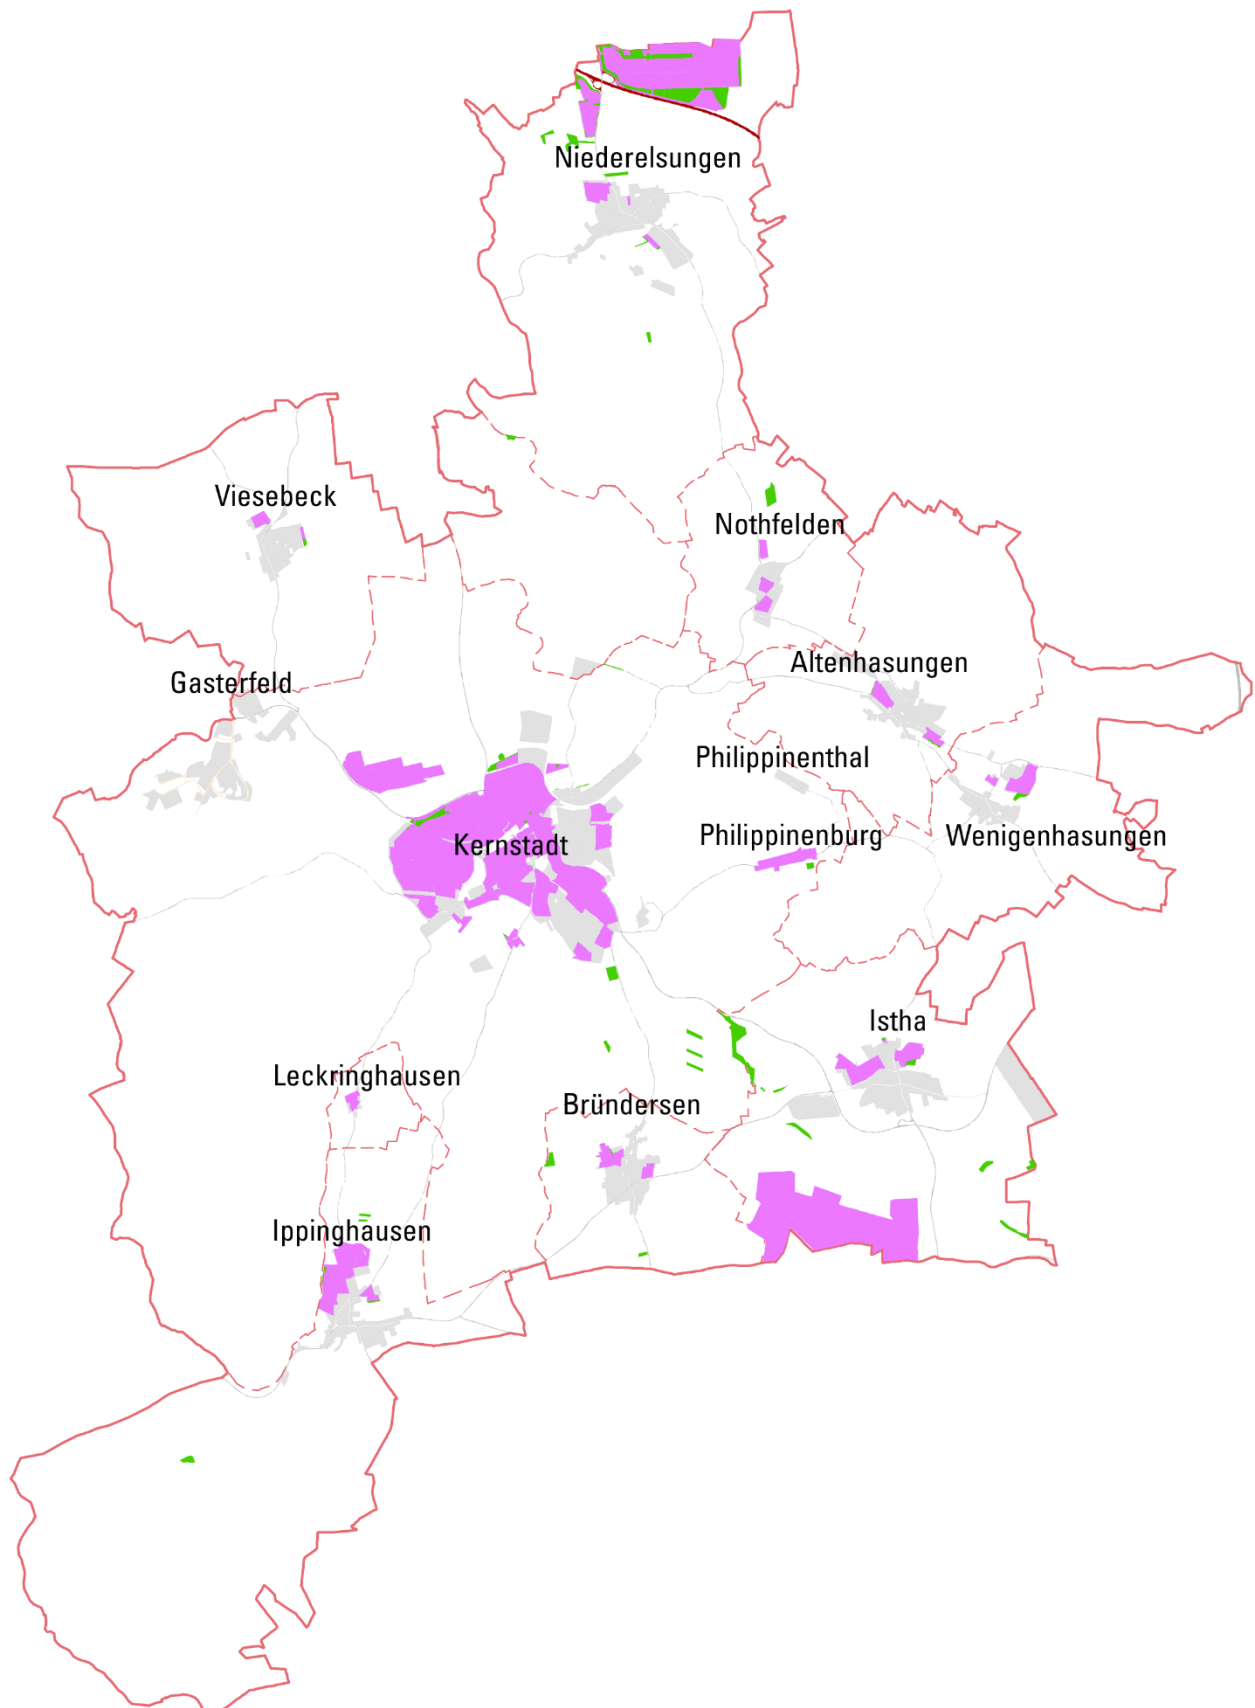 Niederelsungen
Viesebeck
Nothfelden
Altenhasungen
Gasterfeld
Philippinenthal
Kernstadt
Philippinenburg
Wenigenhasungen
Istha
Leckringhausen
Bründersen
Ippinghausen